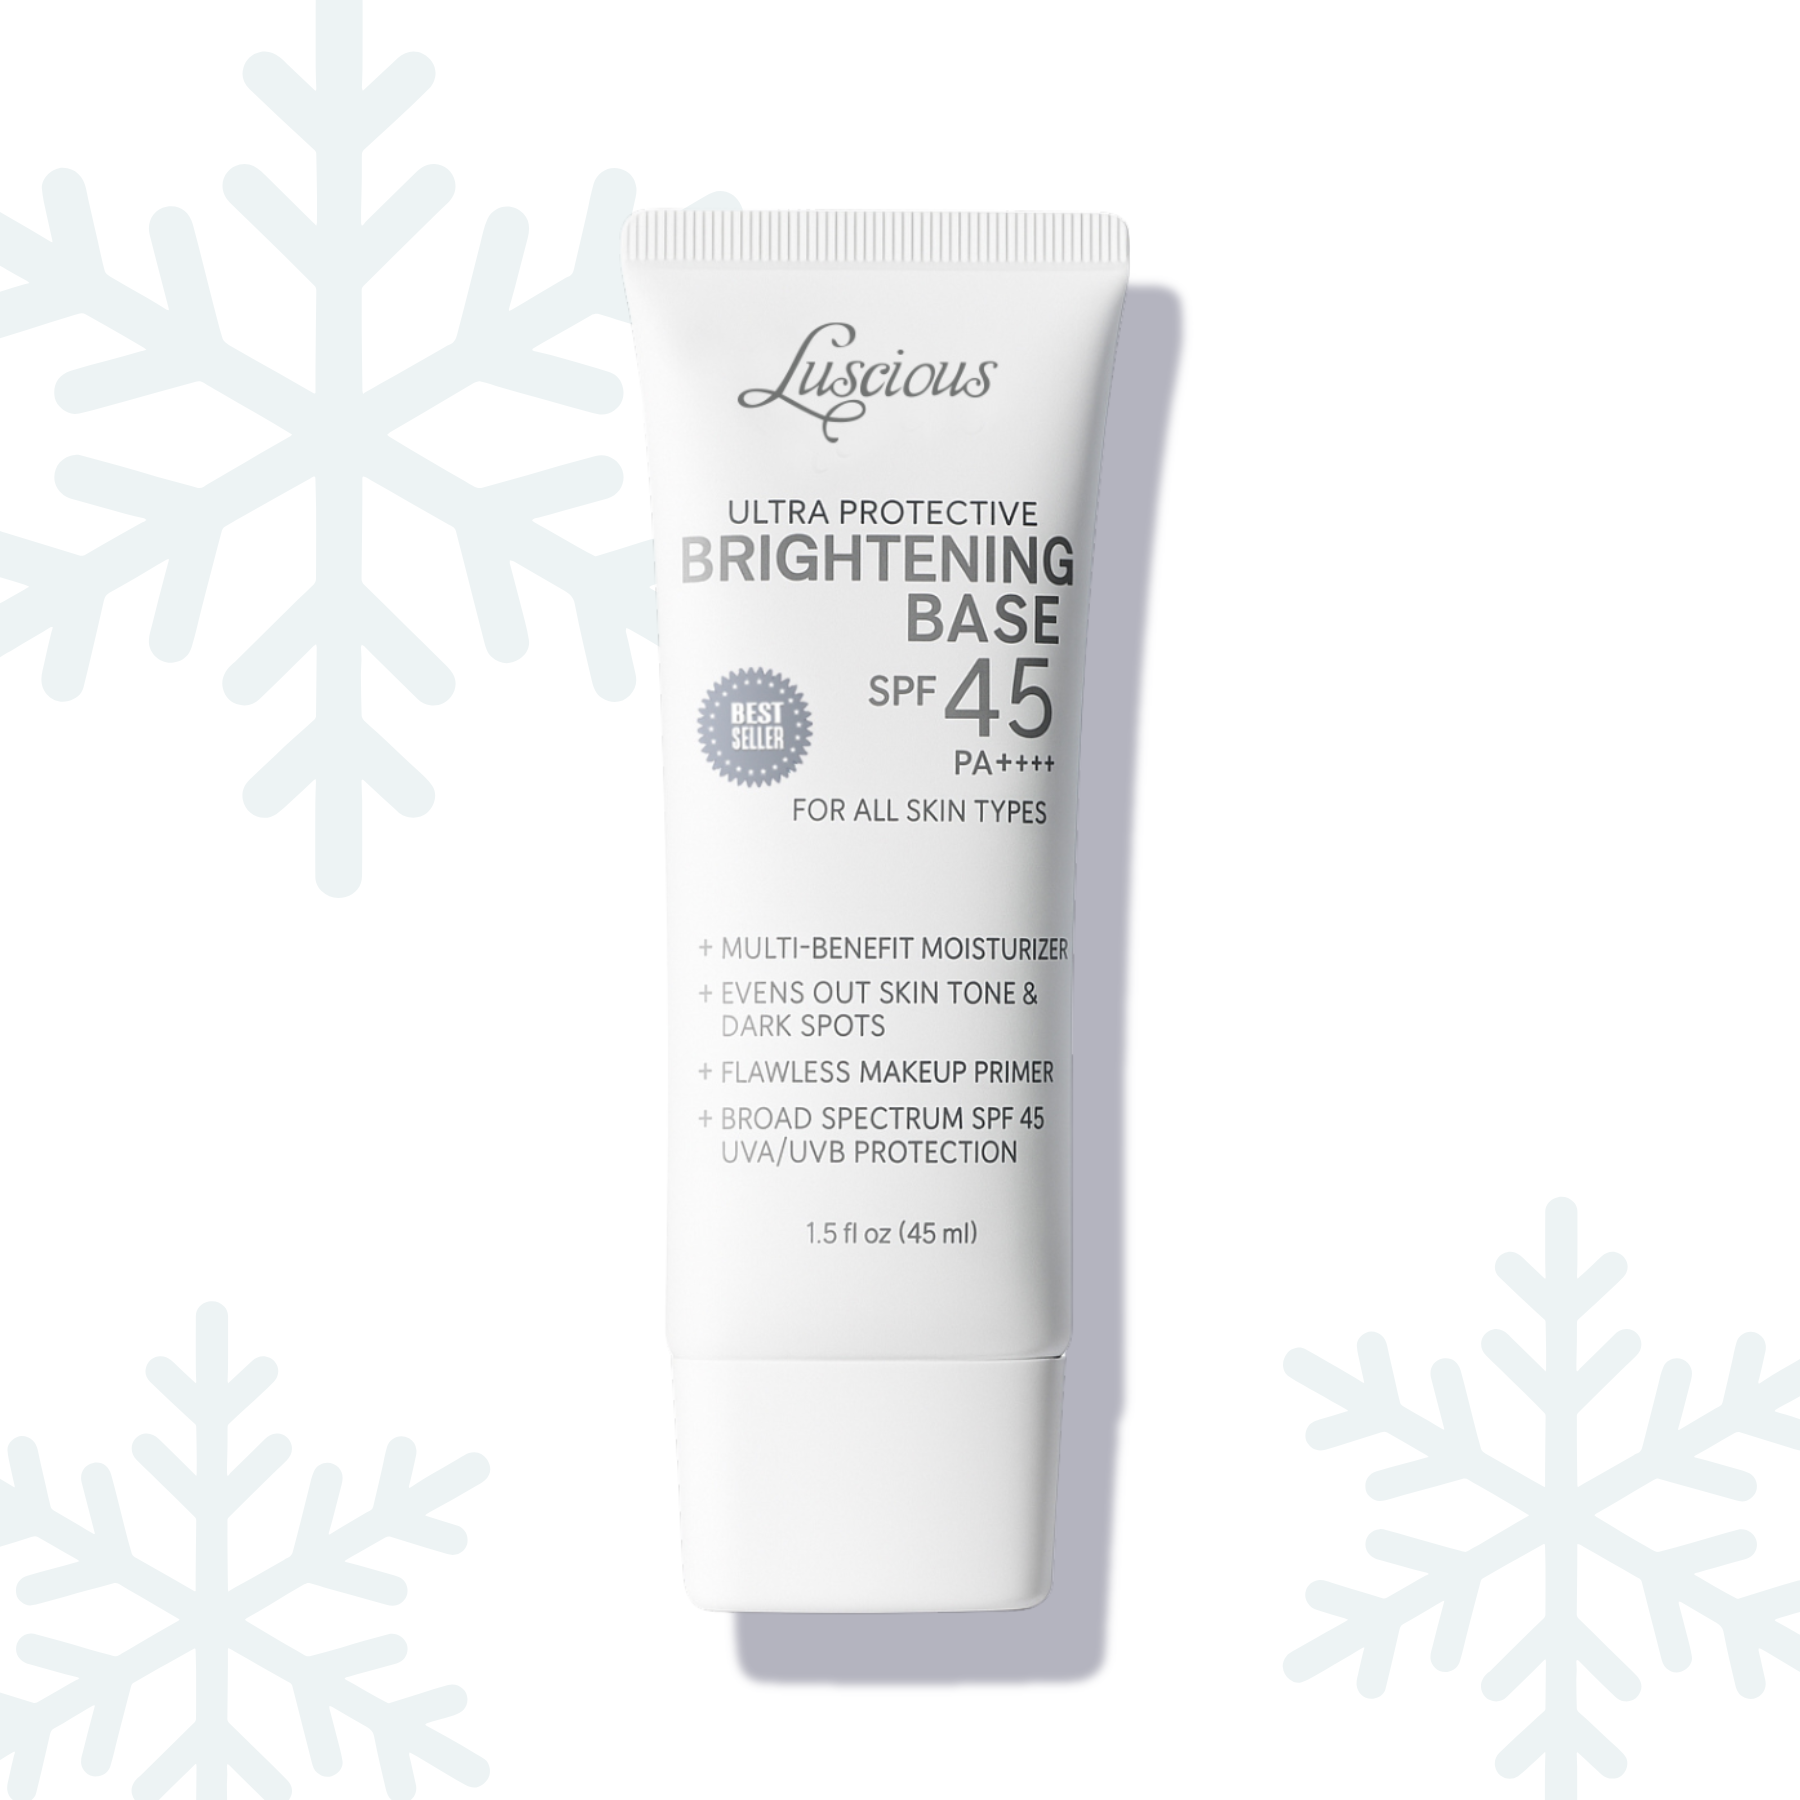 Luscious
ULTRA PROTECTIVE
BRIGHTENING
BASE
SPF 45
PA++++
BEST
SELLER
FOR ALL SKIN TYPES
+ MULTI-BENEFIT MOISTURIZER
+ EVENS OUT SKIN TONE &
DARK SPOTS
+ FLAWLESS MAKEUP PRIMER
+ BROAD SPECTRUM SPF 45
UVA/UVB PROTECTION
1.5 fl oz (45 ml)